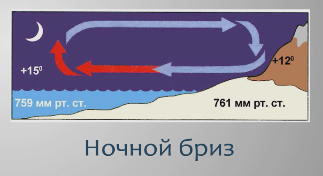 +15⁰
+12⁰
759 мм рт. ст.
761 мм рт. ст.
Ночной бриз